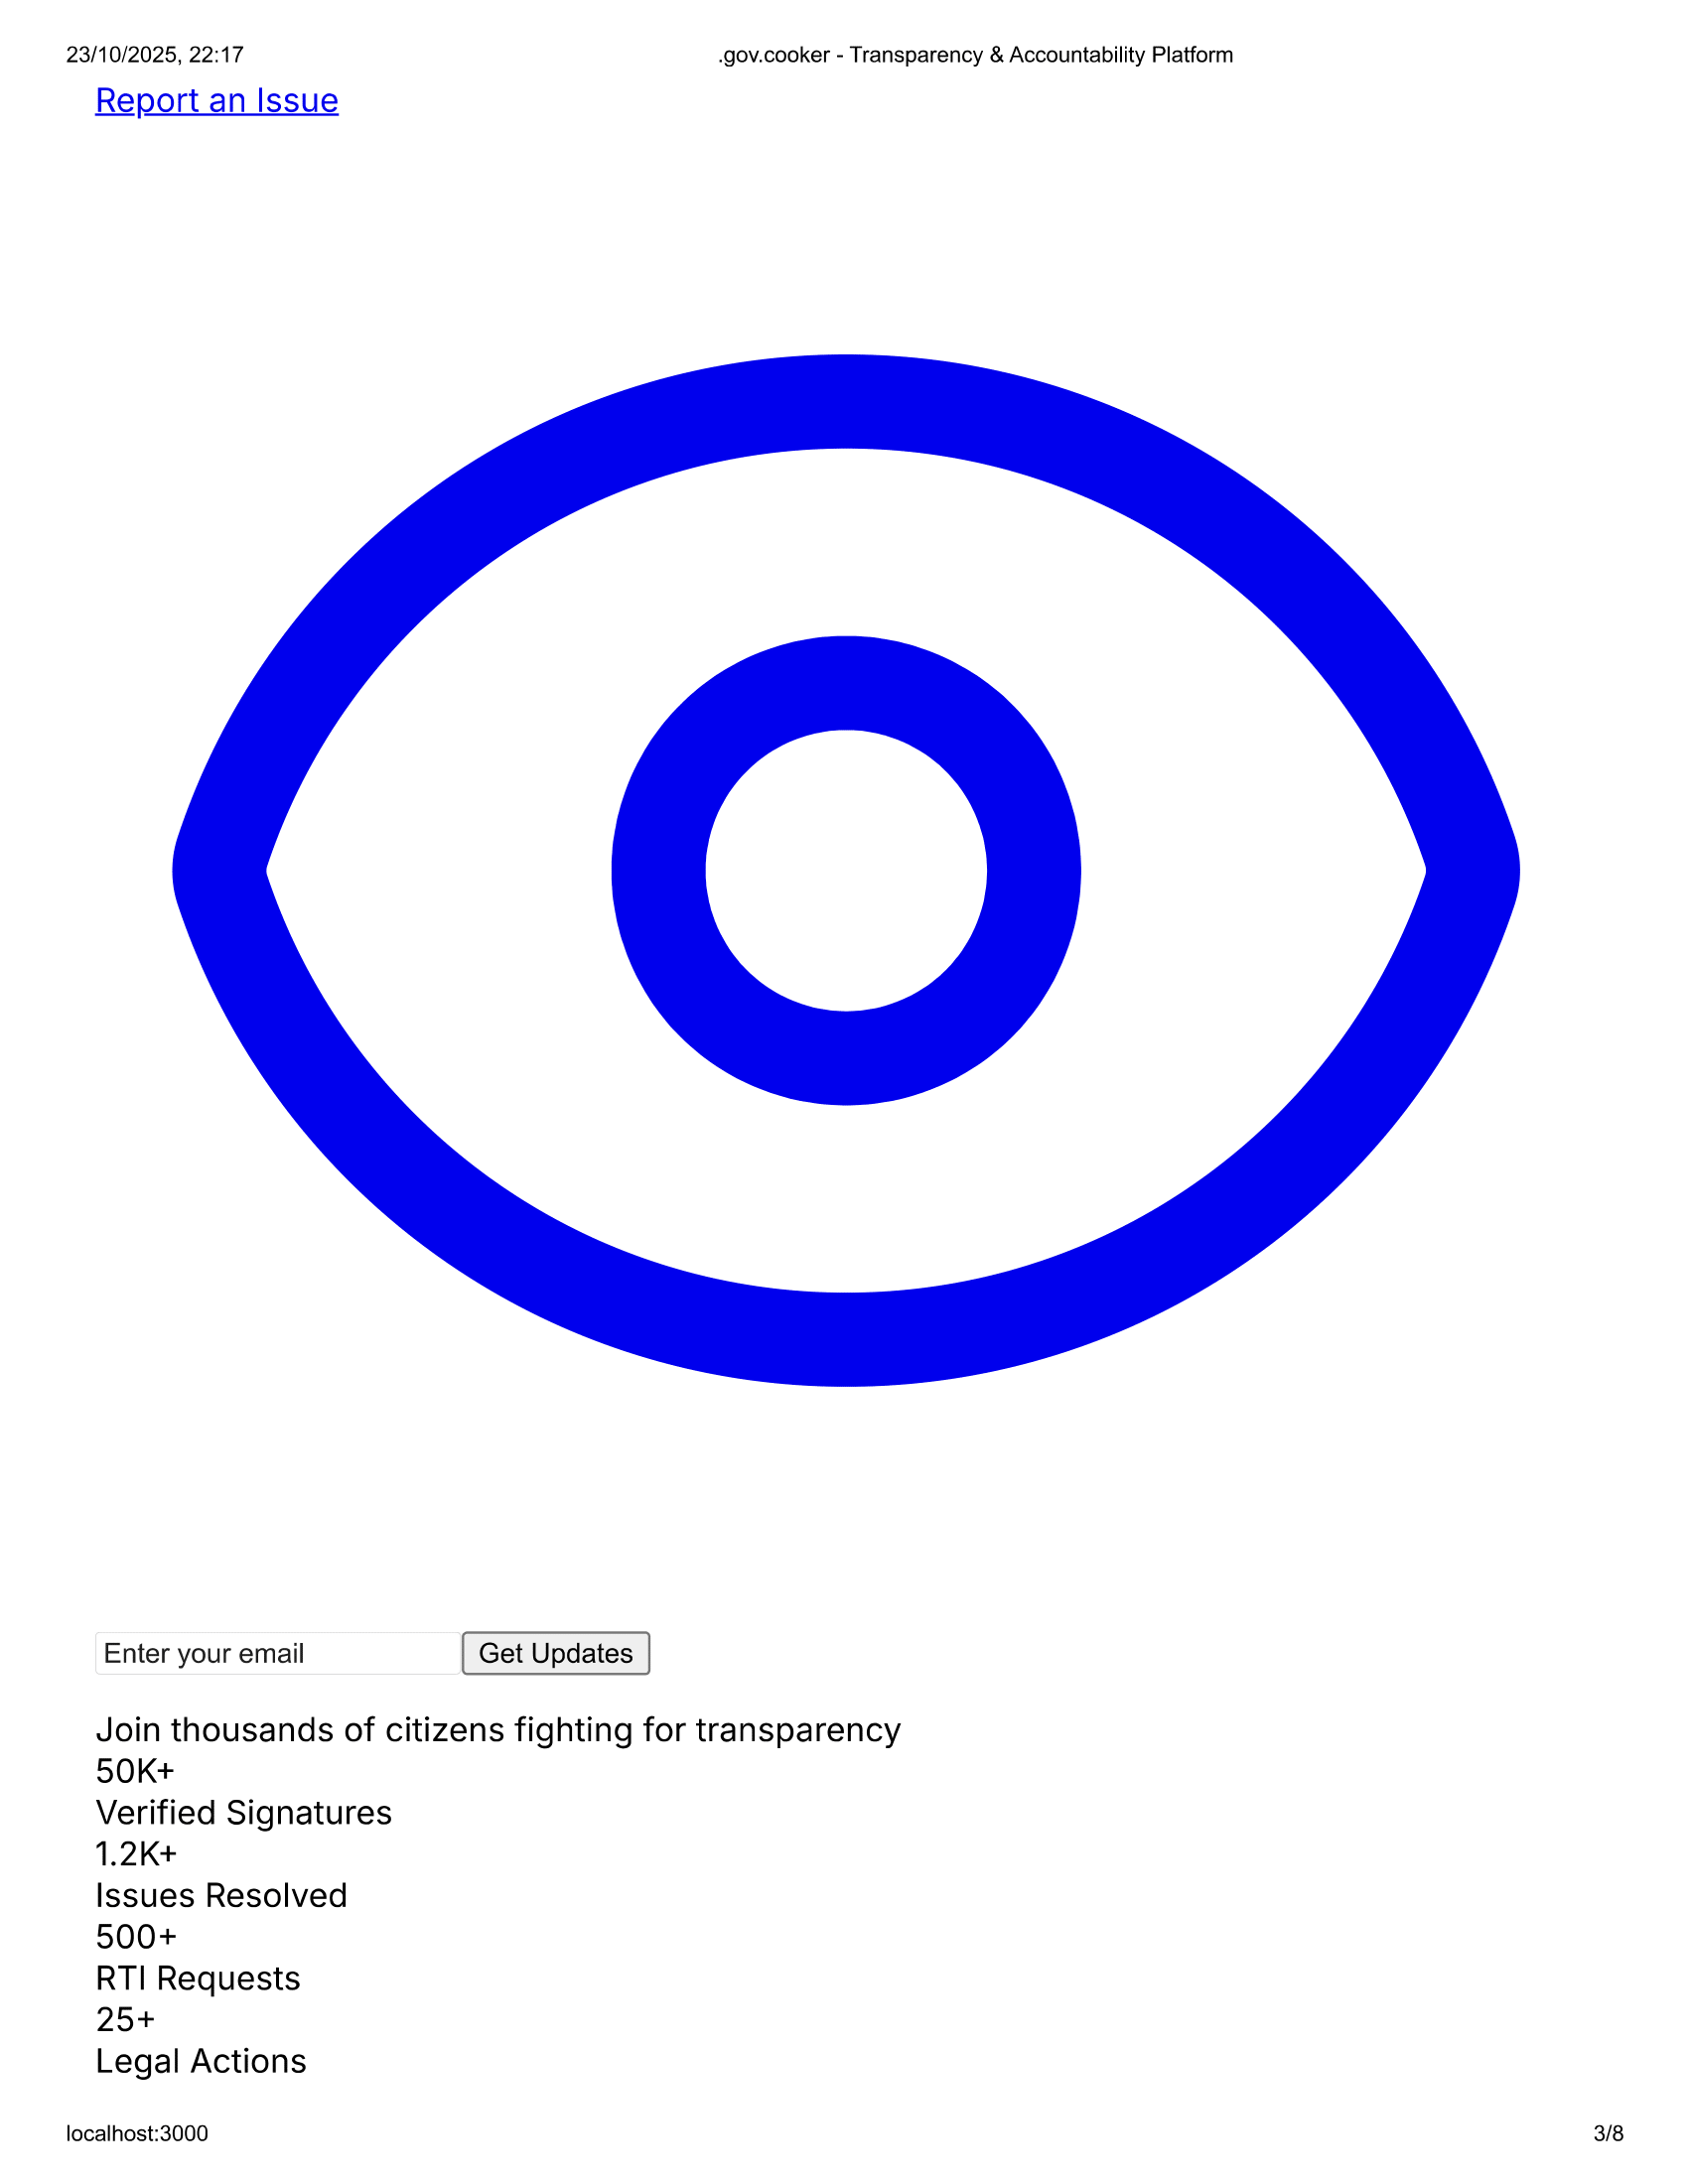 23/10/2025, 22:17 .gov.cooker - Transparency & Accountability Platform
Report an Issue
Enter your email Get Updates
Join thousands of citizens fighting for transparency
50K+
Verified Signatures
1.2K+
Issues Resolved
500+
RTI Requests
25+
Legal Actions
localhost:3000 3/8